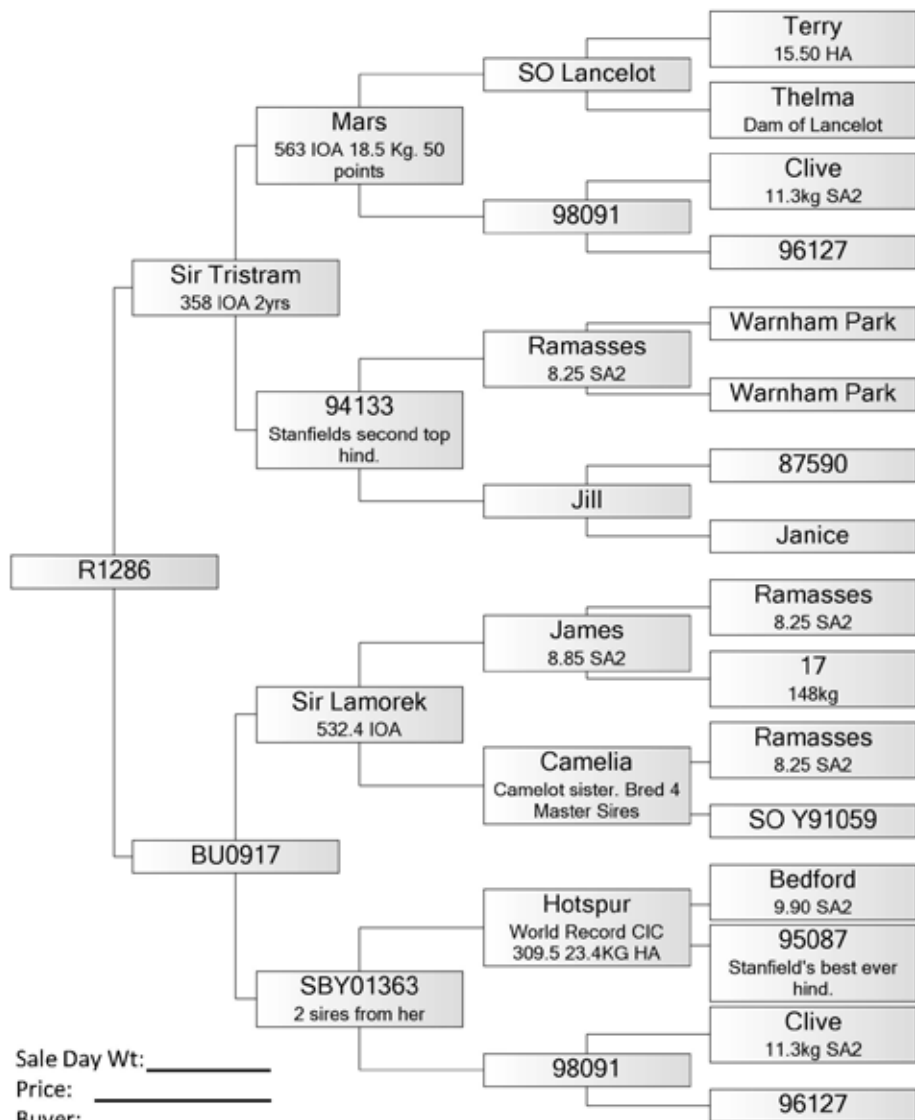 Terry
15.50 HA
SO Lancelot
Thelma
Dam of Lancelot
Mars
563 IOA 18.5 Kg. 50
points
Clive
11.3kg SA2
98091
96127
Sir Tristram
358 IOA 2yrs
Warnham Park
Ramasses
8.25 SA2
Warnham Park
94133
Stanfields second top
hind.
87590
Jill
Janice
R1286
Ramasses
8.25 SA2
James
8.85 SA2
17
148kg
Sir Lamorek
532.4 IOA
Ramasses
8.25 SA2
Camelia
Camelot sister. Bred 4
Master Sires
SO Y91059
BU0917
Bedford
9.90 SA2
Hotspur
World Record CIC
309.5 23.4KG HA
95087
Stanfield's best ever
hind.
SBY01363
2 sires from her
Clive
11.3kg SA2
98091
96127
Sale Day Wt:
Price:
Buyer: